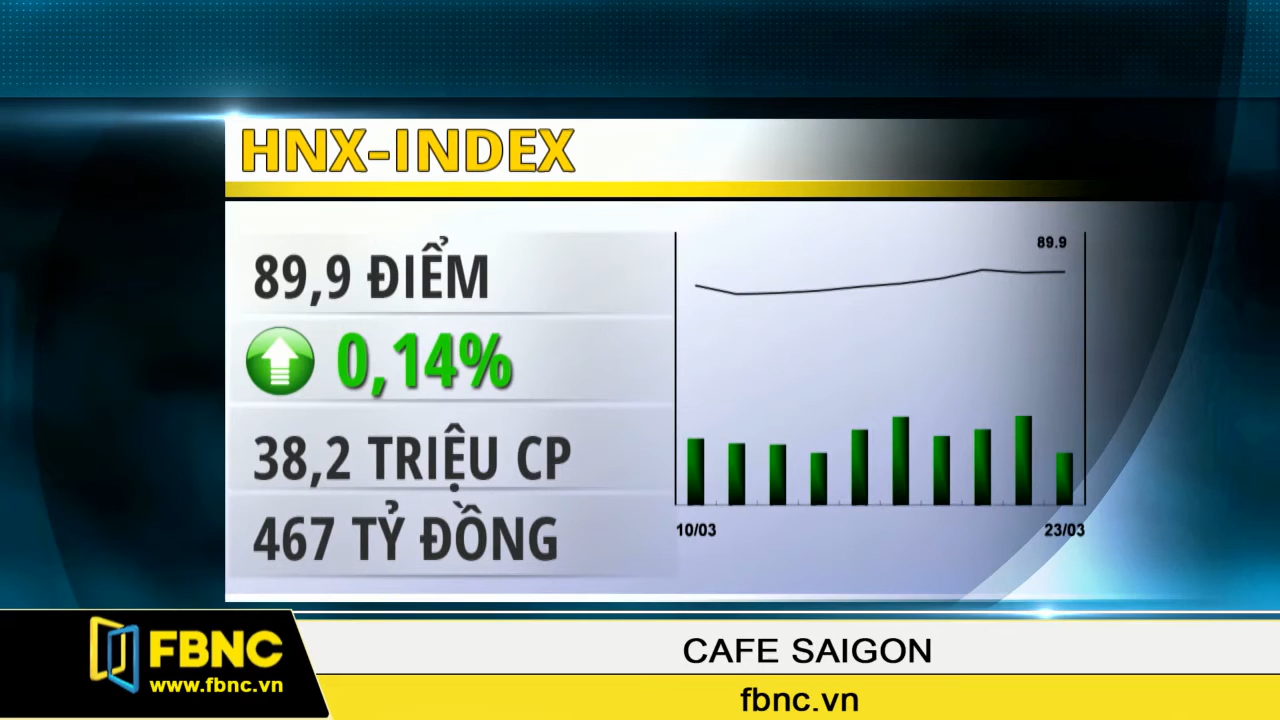 HNX-INDEX
89,9 ĐIỂM
0,14%
38,2 TRIỆU CP
467 TỶ ĐỒNG
89.9
10/03
23/03
FBNC
www.fbnc.vn
CAFE SAIGON
fbnc.vn